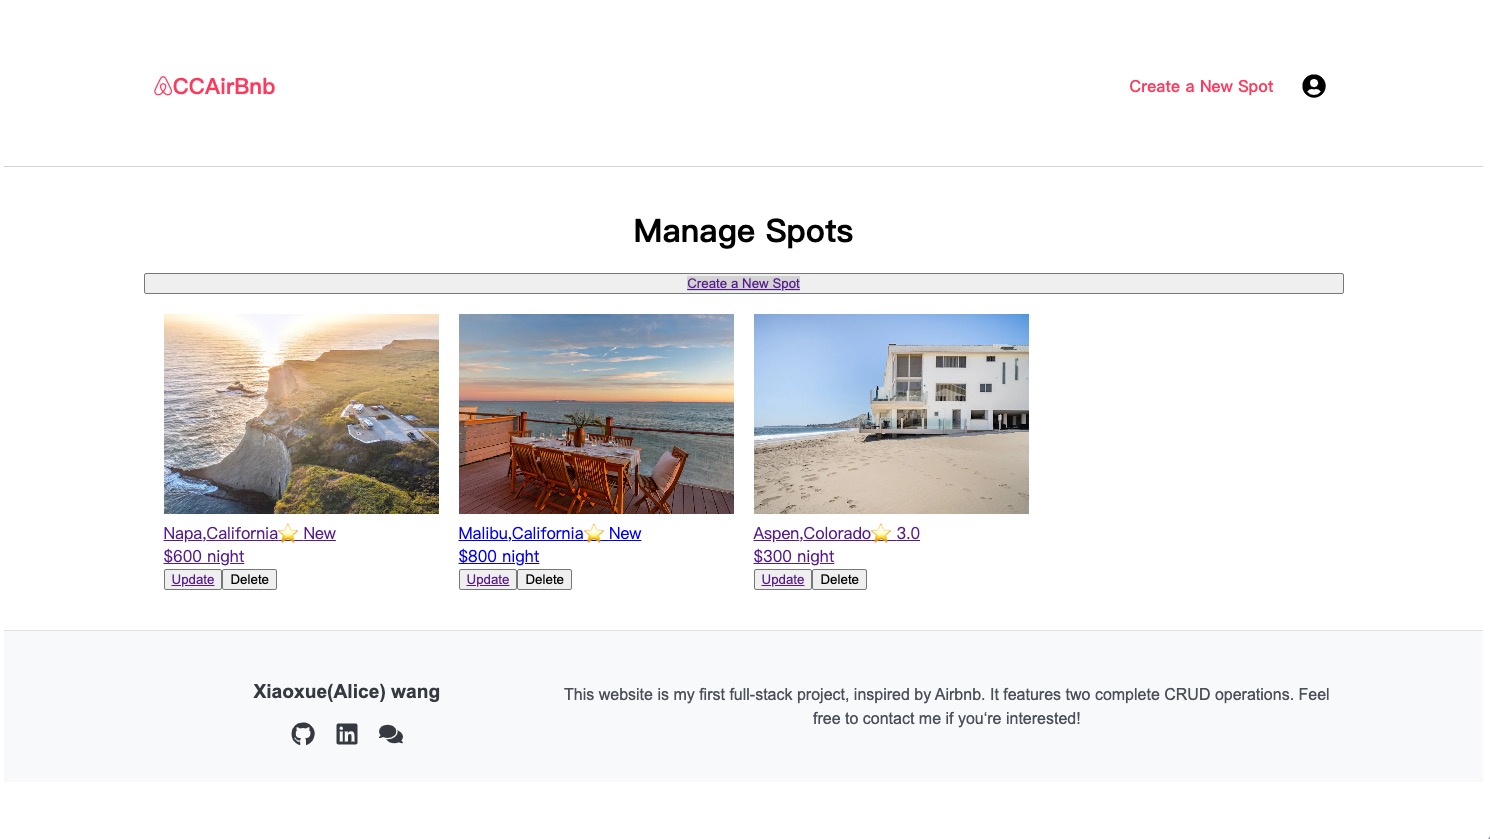 CCAirBnb
Create a New Spot
Manage Spots
Create a New Spot
Napa,California⭐ New
$600 night
Update Delete
Malibu,California⭐ New
$800 night
Update Delete
Aspen,Colorado⭐ 3.0
$300 night
Update Delete
Xiaoxue(Alice) wang
This website is my first full-stack project, inspired by Airbnb. It features two complete CRUD operations. Feel
free to contact me if you‘re interested!